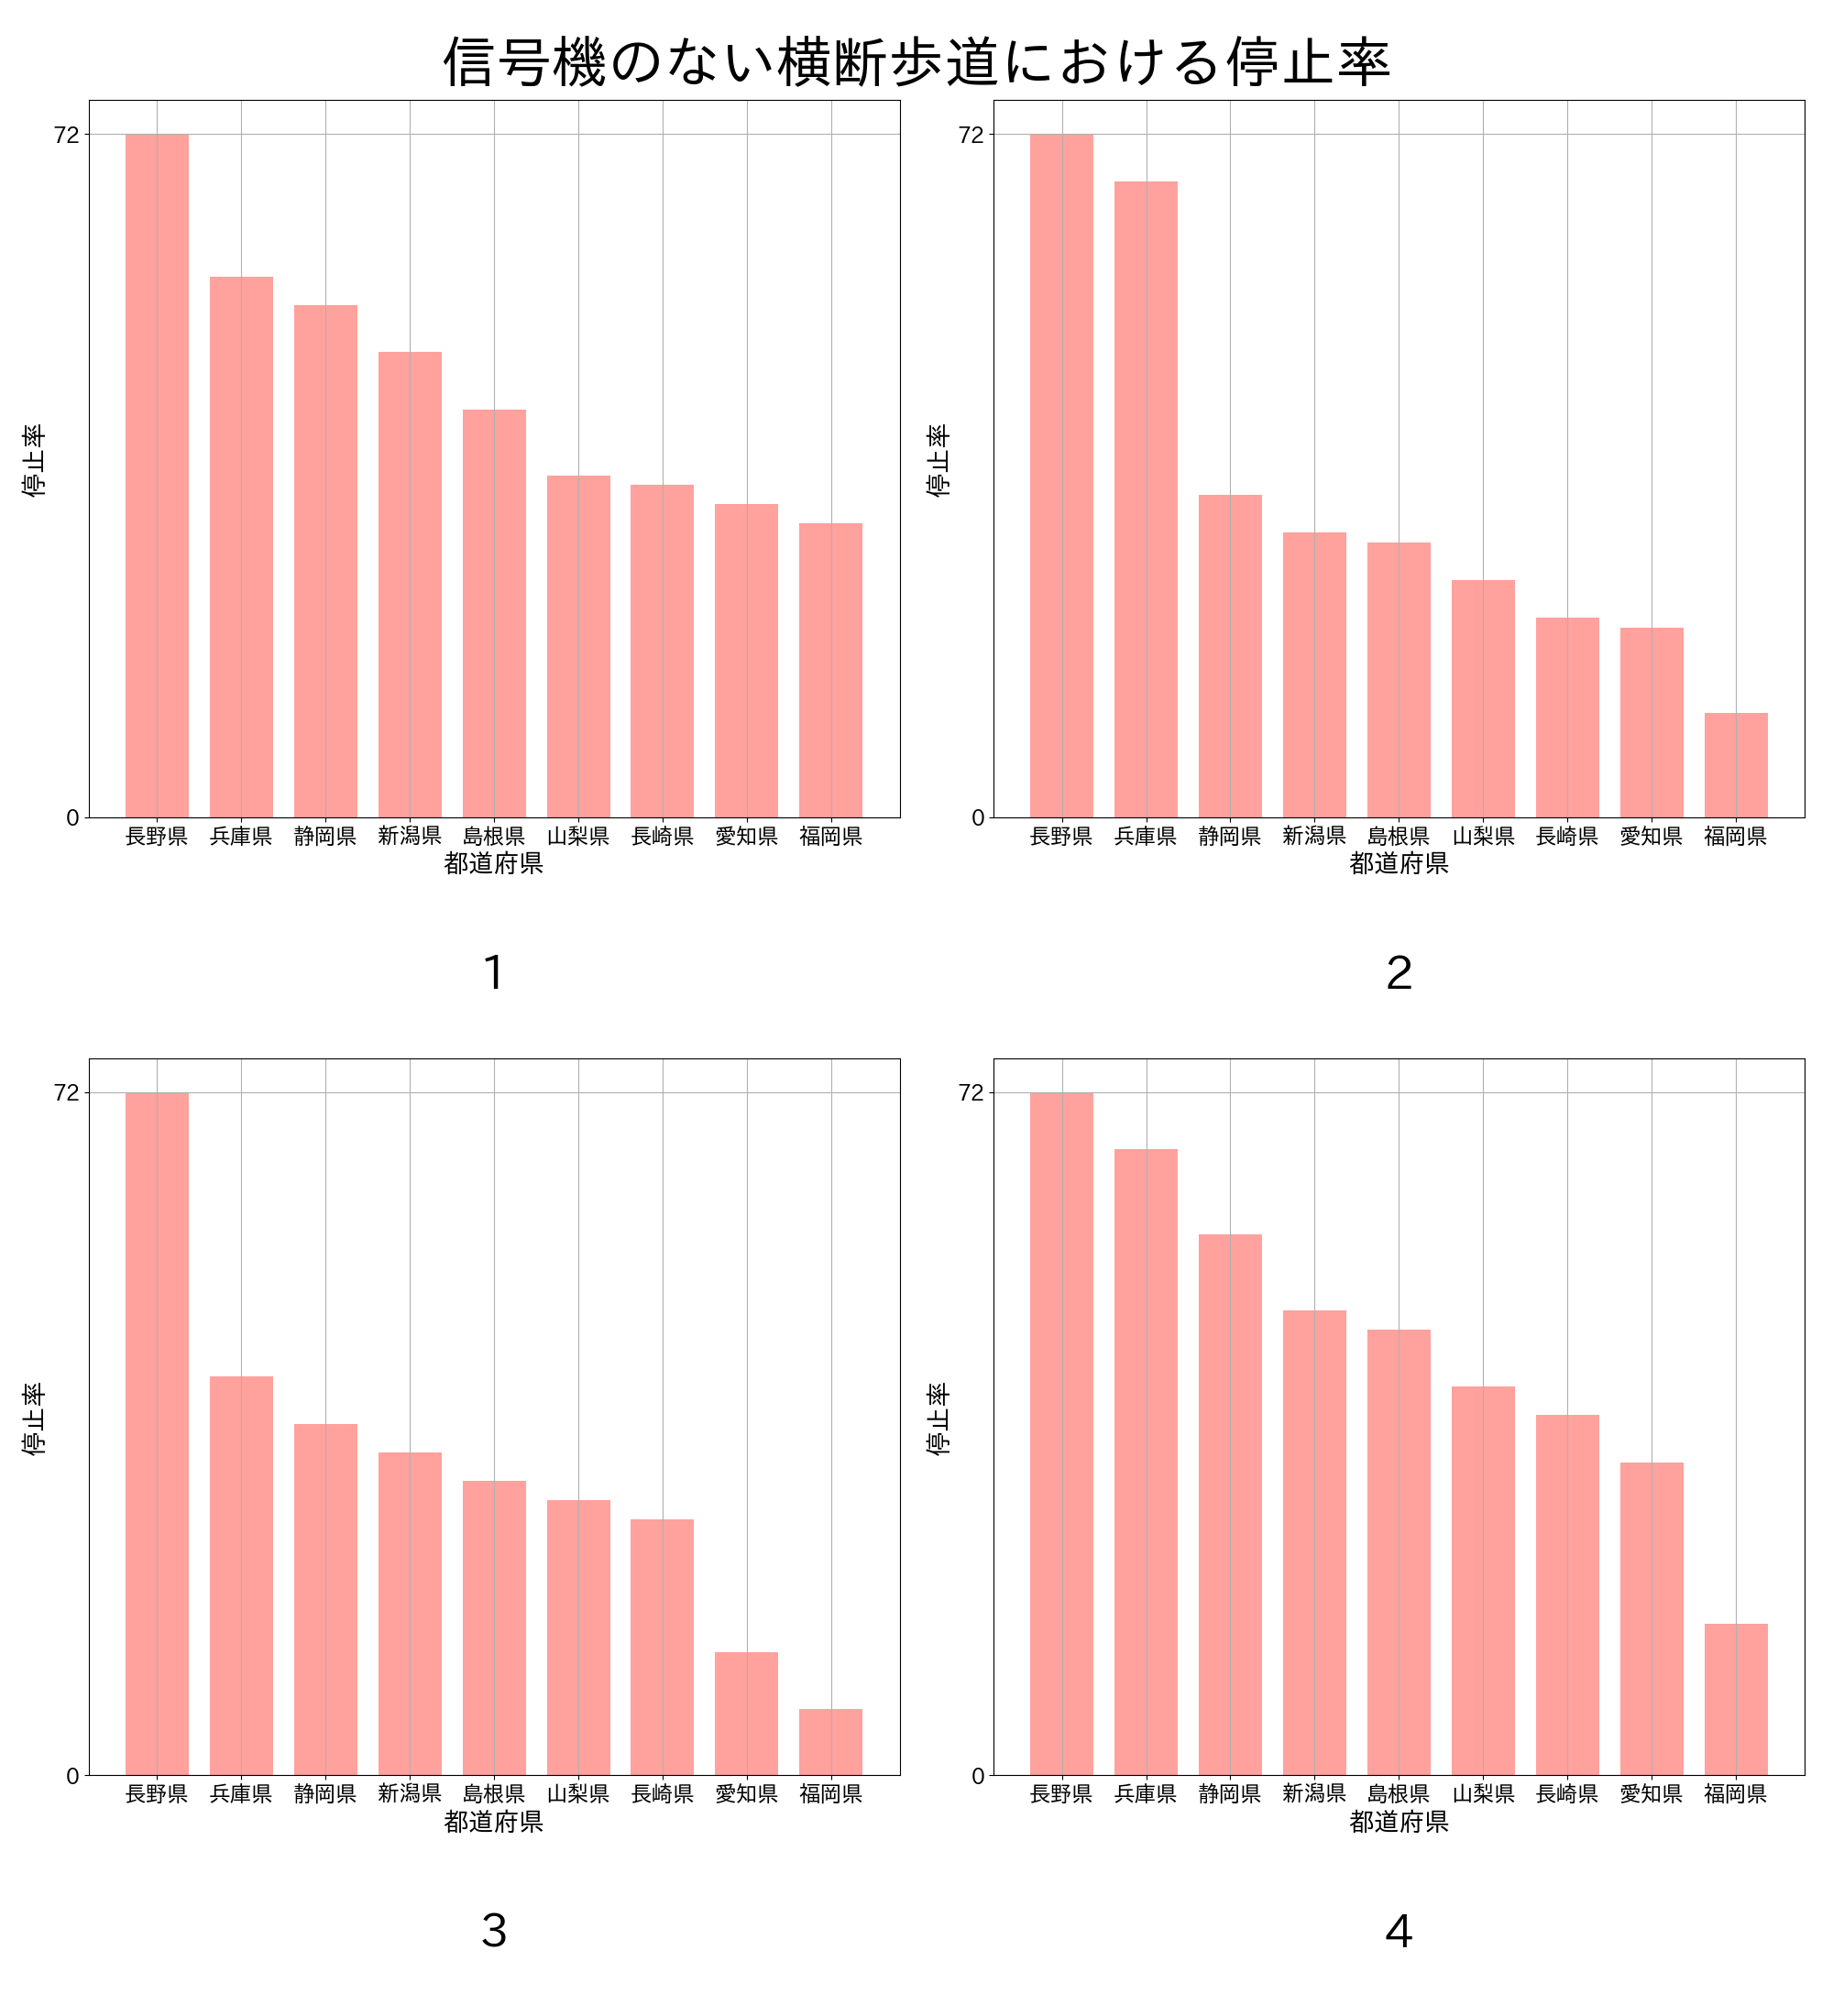 信号機のない横断歩道における停止率
72
停止率
0
長野県 兵庫県 静岡県 新潟県 島根県 山梨県 長崎県 愛知県 福岡県
都道府県
1
72
停止率
0
長野県 兵庫県 静岡県 新潟県 島根県 山梨県 長崎県 愛知県 福岡県
都道府県
2
72
停止率
0
長野県 兵庫県 静岡県 新潟県 島根県 山梨県 長崎県 愛知県 福岡県
都道府県
3
72
停止率
0
長野県 兵庫県 静岡県 新潟県 島根県 山梨県 長崎県 愛知県 福岡県
都道府県
4